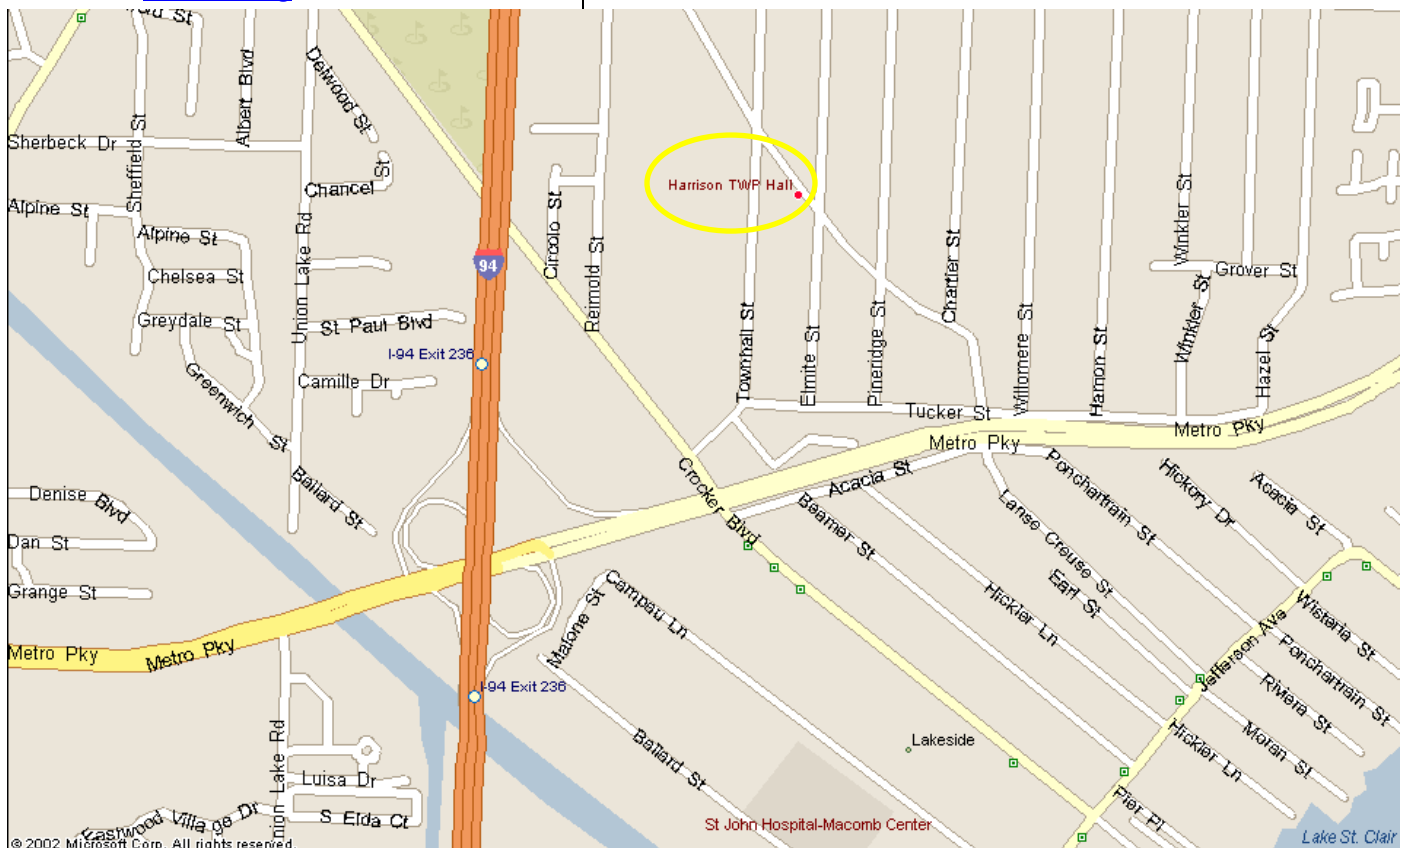 Albert Blvd
Delwood St
Sherbeck Dr
Sheffield St
Chancel St
Harrison TWP Hall
Alpine St
Alpine St
Union Lake Rd
Circolo St
Reimold St
Chartier St
Winkler St
Chelsea St
94
Grover St
Greydale St
St Paul Blvd
I-94 Exit 236
Townhall St
Elmite St
Pineridge St
Willomere St
Hamon St
Winkler St
Hazel St
Camille Dr
Greenwich St
Tucker St
Metro Pky
Metro Pky
Ballard St
Crocker Blvd
Acacia St
Ponchartrain St
Hickory Dr
Acacia St
Denise Blvd
Beamer St
Lanse Creuse St
Dan St
Earl St
Grange St
Malone St
Campau Ln
Hickler Ln
Jefferson Ave
Wisteria St
Metro Pky
Metro Pky
Ponchartrain St
I-94 Exit 236
Riviera St
Moran St
Hickler Ln
Union Lake Rd
Ballard St
Lakeside
Luisa Dr
Pier Pl
Eastwood Village Dr
S Elda Ct
St John Hospital-Macomb Center
Lake St. Clair
© 2002 Microsoft Corp. All rights reserved.